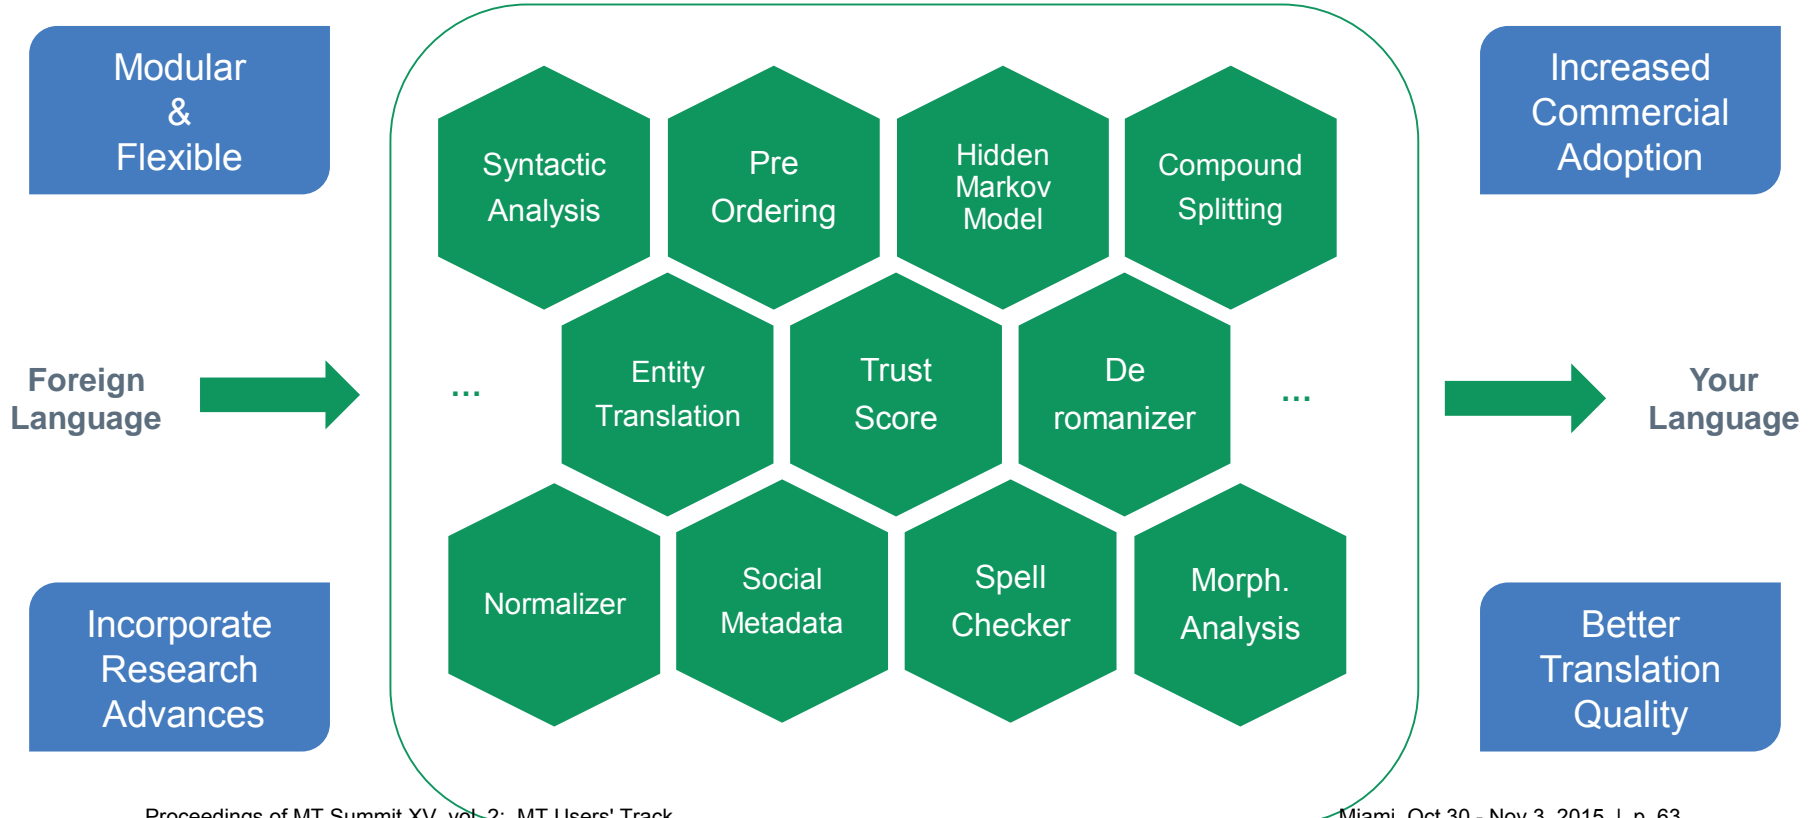 Modular
&
Flexible
Increased
Commercial
Adoption
Syntactic
Analysis
Pre
Ordering
Hidden
Markov
Model
Compound
Splitting
Foreign
Language
...
Entity
Translation
Trust
Score
De
romanizer
...
Your
Language
Incorporate
Research
Advances
Normalizer
Social
Metadata
Spell
Checker
Morph.
Analysis
Better
Translation
Quality
Proceedings of MT Summit XV, vol. 2: MT Users' Track
Miami, Oct 30 - Nov 3, 2015 | p. 63